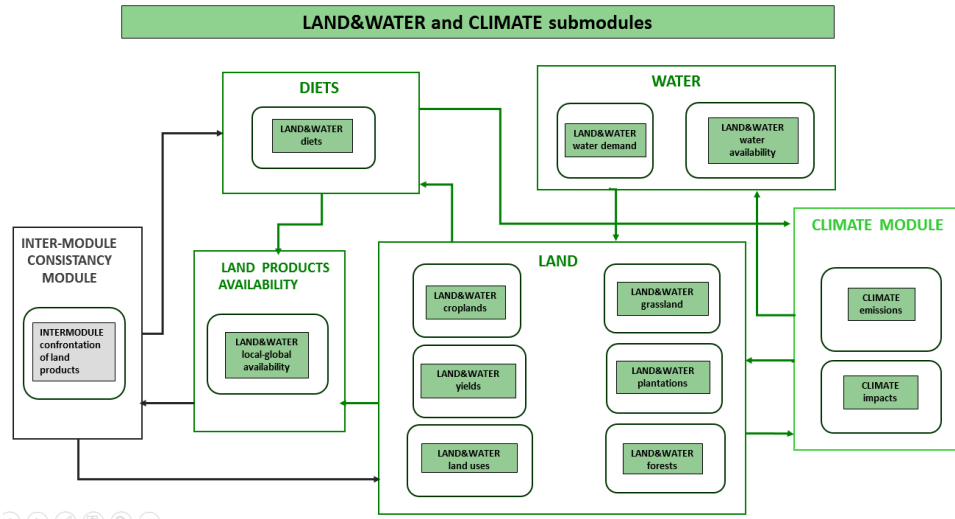 LAND&WATER and CLIMATE submodules
DIETS
LAND&WATER
diets
WATER
LAND&WATER
water demand
LAND&WATER
water
availability
INTER-MODULE
CONSISTANCY
MODULE
INTERMODULE
confrontation
of land
products
LAND PRODUCTS
AVAILABILITY
LAND&WATER
local-global
availability
LAND
LAND&WATER
croplands
LAND&WATER
grassland
LAND&WATER
yields
LAND&WATER
plantations
LAND&WATER
land uses
LAND&WATER
forests
CLIMATE MODULE
CLIMATE
emissions
CLIMATE
impacts